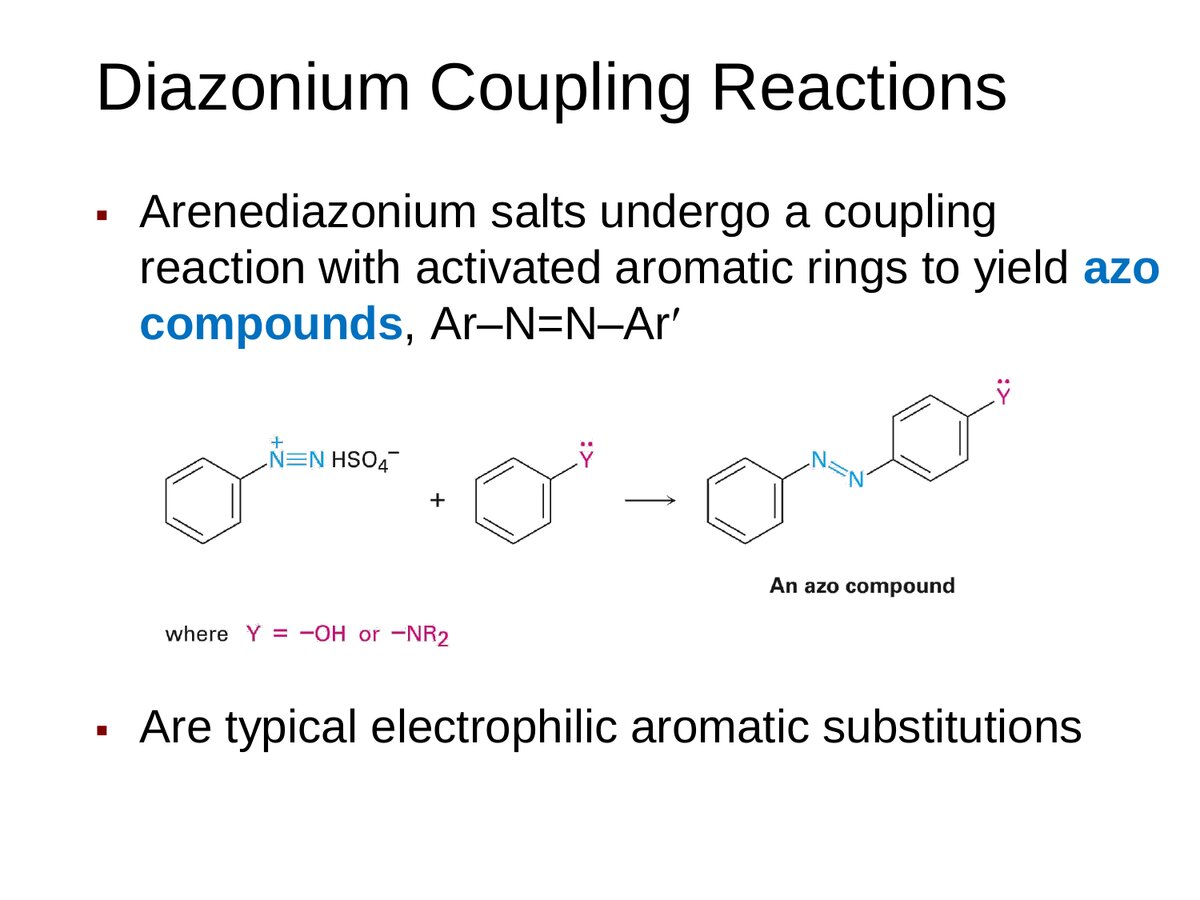 Diazonium Coupling Reactions
▪ Arenediazonium salts undergo a coupling
reaction with activated aromatic rings to yield azo
compounds, Ar–N=N–Ar′
N⁺≡N HSO₄⁻
+
Ÿ
⟶
N=N
Ÿ
An azo compound
where Y = –OH or –NR₂
▪ Are typical electrophilic aromatic substitutions